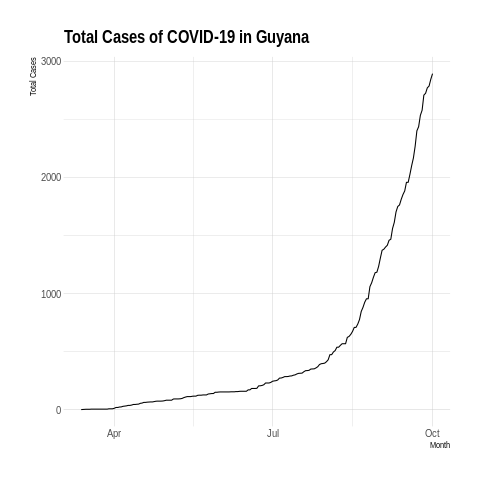 Total Cases of COVID-19 in Guyana
Total Cases
3000
2000
1000
0
Apr
Jul
Oct
Month